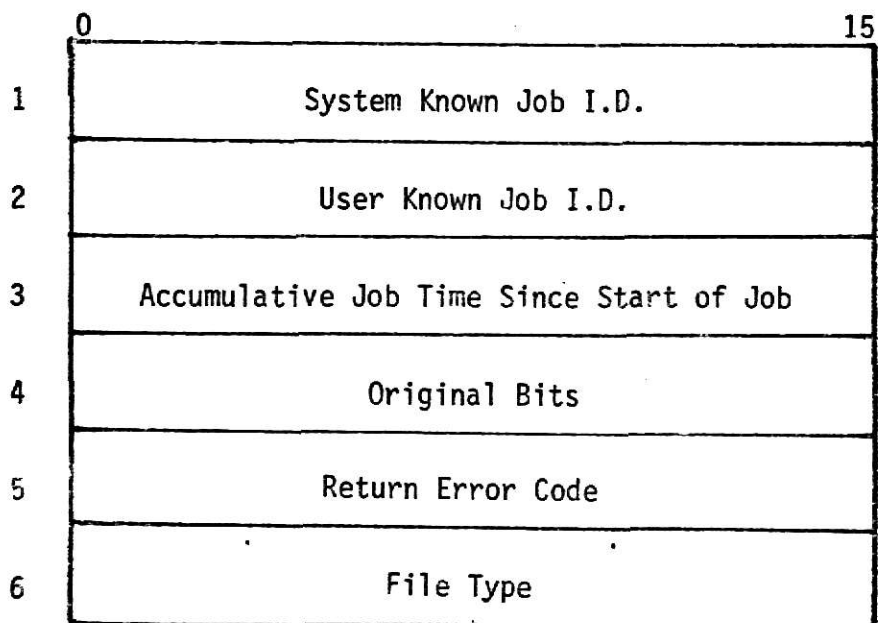 0 15
1 System Known Job I.D.
2 User Known Job I.D.
3 Accumulative Job Time Since Start of Job
4 Original Bits
5 Return Error Code
6 File Type